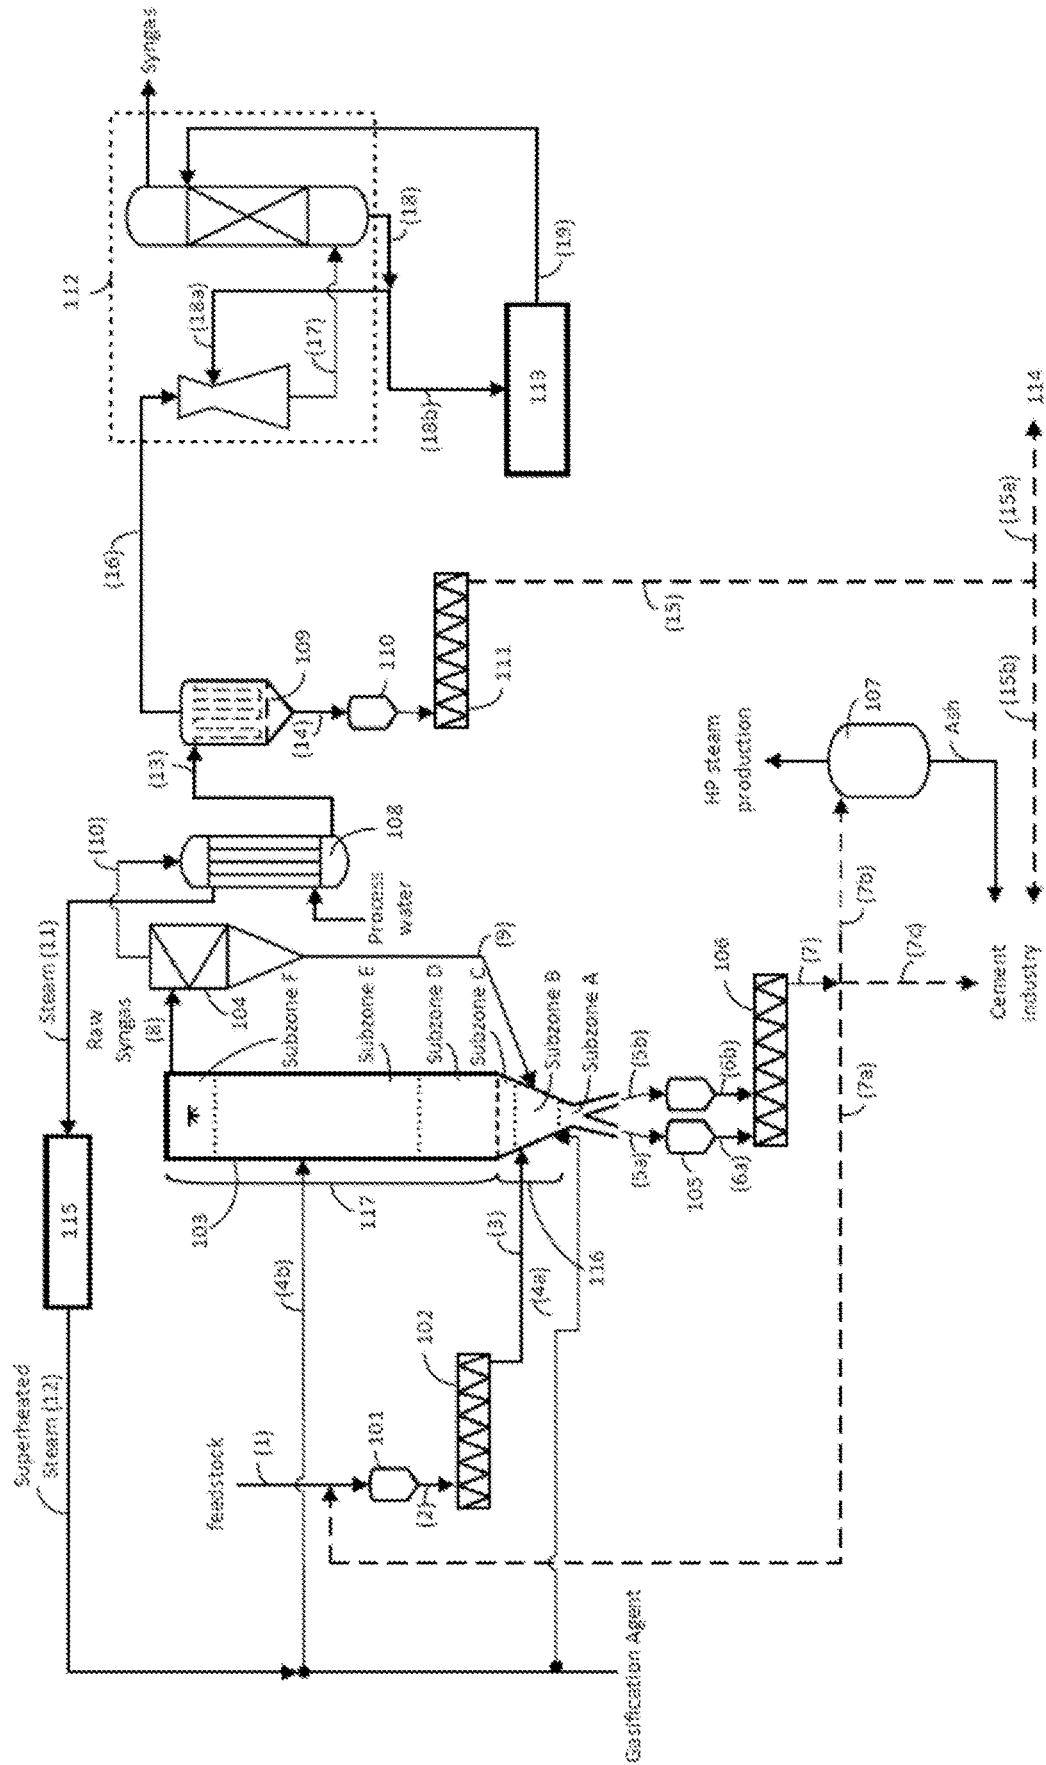 Superheated
Steam (12)
115
Steam (11)
Raw
Syngas
(8)
(10)
(13)
(16)
112
Syngas
feedstock
(1)
101
(2)
102
(4b)
103
117
104
Subzone F
Subzone E
Subzone D
Subzone C
Subzone B
Subzone A
(9)
Process
water
108
109
(14)
110
111
(18a)
(17)
(18)
(18b)
113
(19)
(3)
(4a)
116
(5a)
(5b)
105
(6a)
(6b)
106
(7)
(7a)
(7b)
(7c)
HP steam
production
107
Ash
(15)
(15a)
(15b)
114
Cement
Industry
Gasification Agent